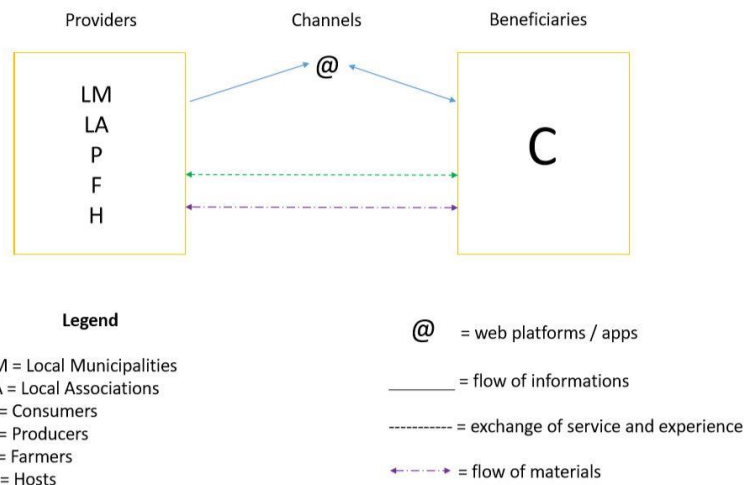 Providers
Channels
Beneficiaries
@
LM
LA
P
F
H
C
Legend
M = Local Municipalities
= Local Associations
= Consumers
= Producers
= Farmers
= Hosts
@ = web platforms / apps
= flow of informations
= exchange of service and experience
= flow of materials